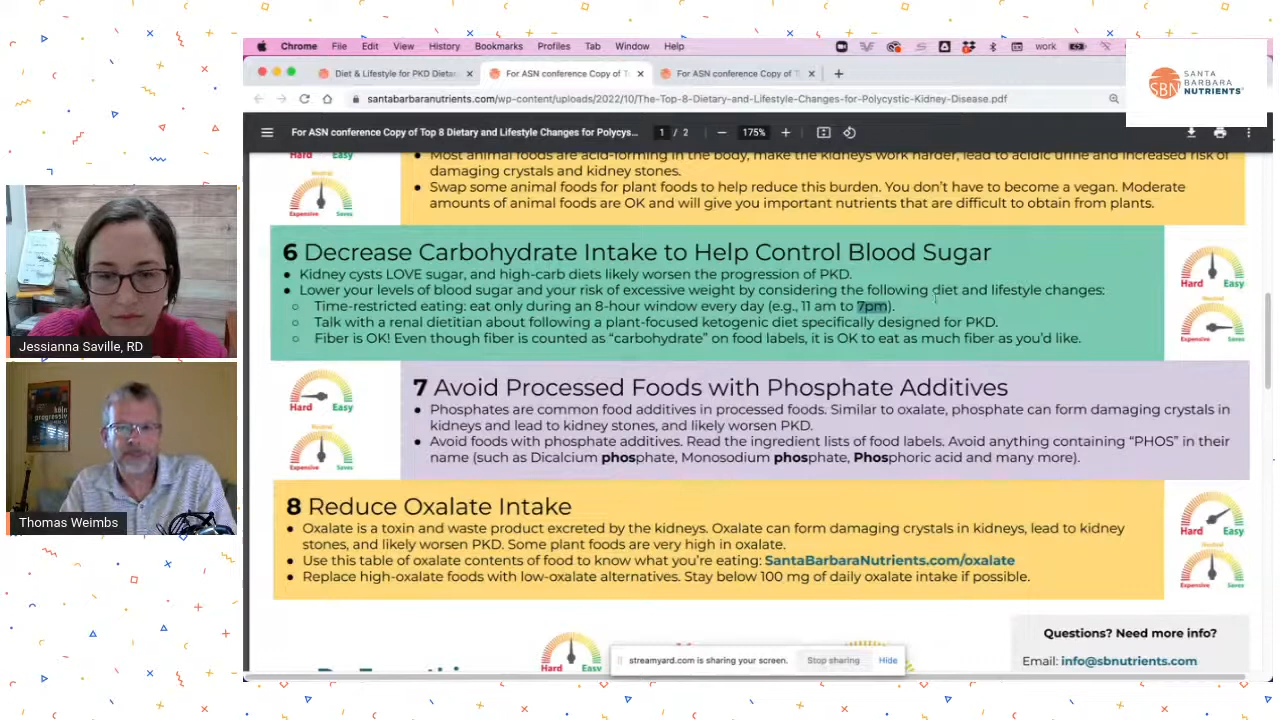 Chrome File Edit View History Bookmarks Profiles Tab Window Help
work
Diet & Lifestyle for PKD Dietar
For ASN conference Copy of T
For ASN conference Copy of T
santabarbaranutrients.com/wp-content/uploads/2022/10/The-Top-8-Dietary-and-Lifestyle-Changes-for-Polycystic-Kidney-Disease.pdf
SANTA
BARBARA
NUTRIENTS
SBN
For ASN conference Copy of Top 8 Dietary and Lifestyle Changes for Polycys... 1 / 2 175%
Hard Easy
Neutral
Expensive Saves
• Most animal foods are acid-forming in the body, make the kidneys work harder, lead to acidic urine and increased risk of
damaging crystals and kidney stones.
• Swap some animal foods for plant foods to help reduce this burden. You don't have to become a vegan. Moderate
amounts of animal foods are OK and will give you important nutrients that are difficult to obtain from plants.
6 Decrease Carbohydrate Intake to Help Control Blood Sugar
• Kidney cysts LOVE sugar, and high-carb diets likely worsen the progression of PKD.
• Lower your levels of blood sugar and your risk of excessive weight by considering the following diet and lifestyle changes:
○ Time-restricted eating: eat only during an 8-hour window every day (e.g., 11 am to 7pm).
○ Talk with a renal dietitian about following a plant-focused ketogenic diet specifically designed for PKD.
○ Fiber is OK! Even though fiber is counted as "carbohydrate" on food labels, it is OK to eat as much fiber as you'd like.
Hard Easy
Neutral
Expensive Saves
Jessianna Saville, RD
Hard Easy
Neutral
Expensive Saves
7 Avoid Processed Foods with Phosphate Additives
• Phosphates are common food additives in processed foods. Similar to oxalate, phosphate can form damaging crystals in
kidneys and lead to kidney stones, and likely worsen PKD.
• Avoid foods with phosphate additives. Read the ingredient lists of food labels. Avoid anything containing "PHOS" in their
name (such as Dicalcium phosphate, Monosodium phosphate, Phosphoric acid and many more).
köln
progressiv
Thomas Weimbs
8 Reduce Oxalate Intake
• Oxalate is a toxin and waste product excreted by the kidneys. Oxalate can form damaging crystals in kidneys, lead to kidney
stones, and likely worsen PKD. Some plant foods are very high in oxalate.
• Use this table of oxalate contents of food to know what you're eating: SantaBarbaraNutrients.com/oxalate
• Replace high-oxalate foods with low-oxalate alternatives. Stay below 100 mg of daily oxalate intake if possible.
Hard Easy
Neutral
Expensive Saves
Hard Easy
streamyard.com is sharing your screen. Stop sharing Hide
Questions? Need more info?
Email: info@sbnutrients.com